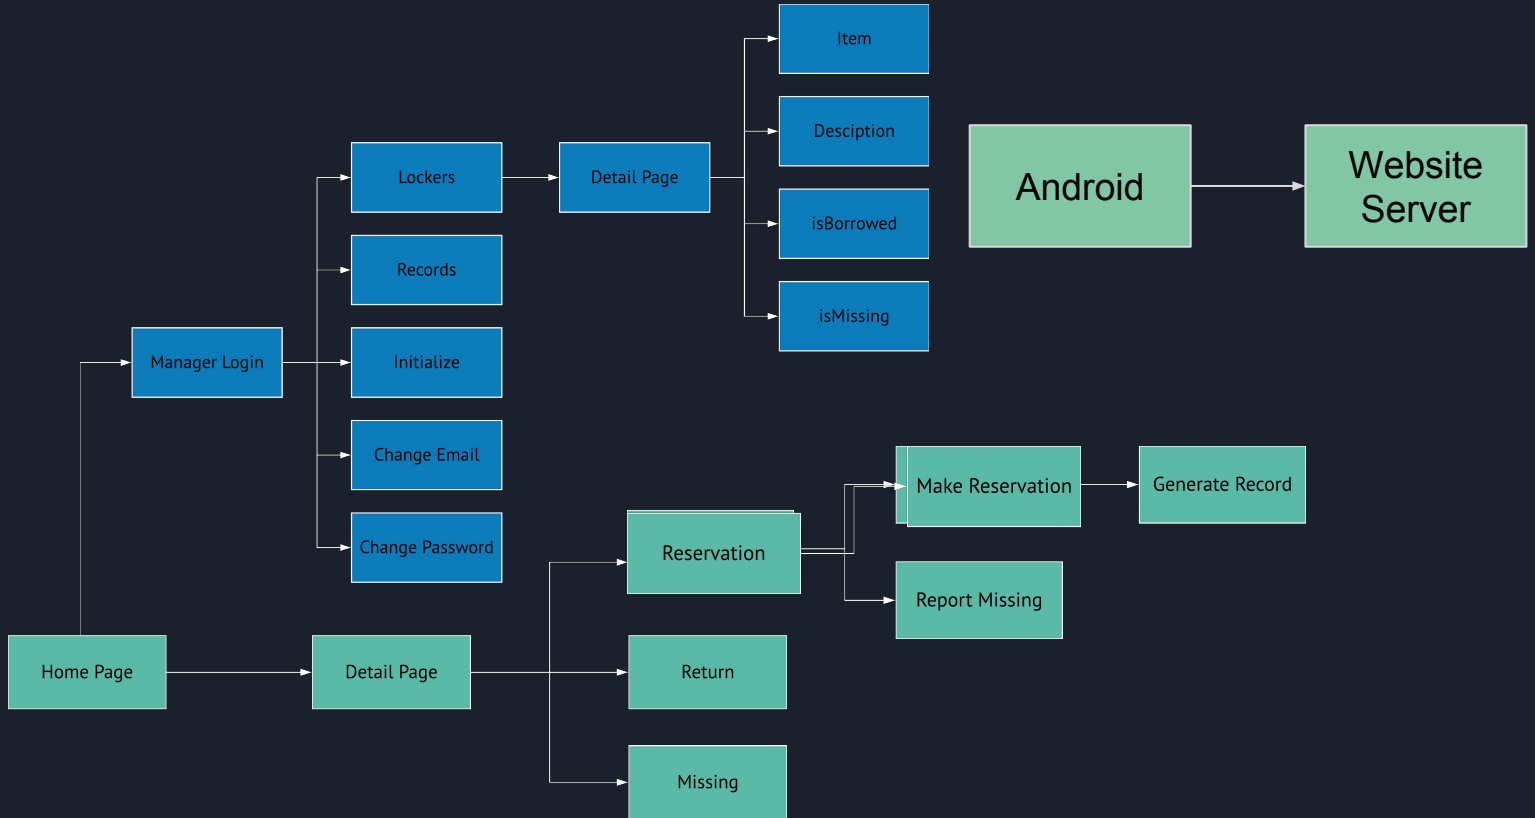 Item
Desciption
isBorrowed
isMissing
Lockers
Detail Page
Records
Manager Login
Initialize
Change Email
Change Password
Android
Website
Server
Home Page
Detail Page
Reservation
Return
Missing
Make Reservation
Report Missing
Generate Record